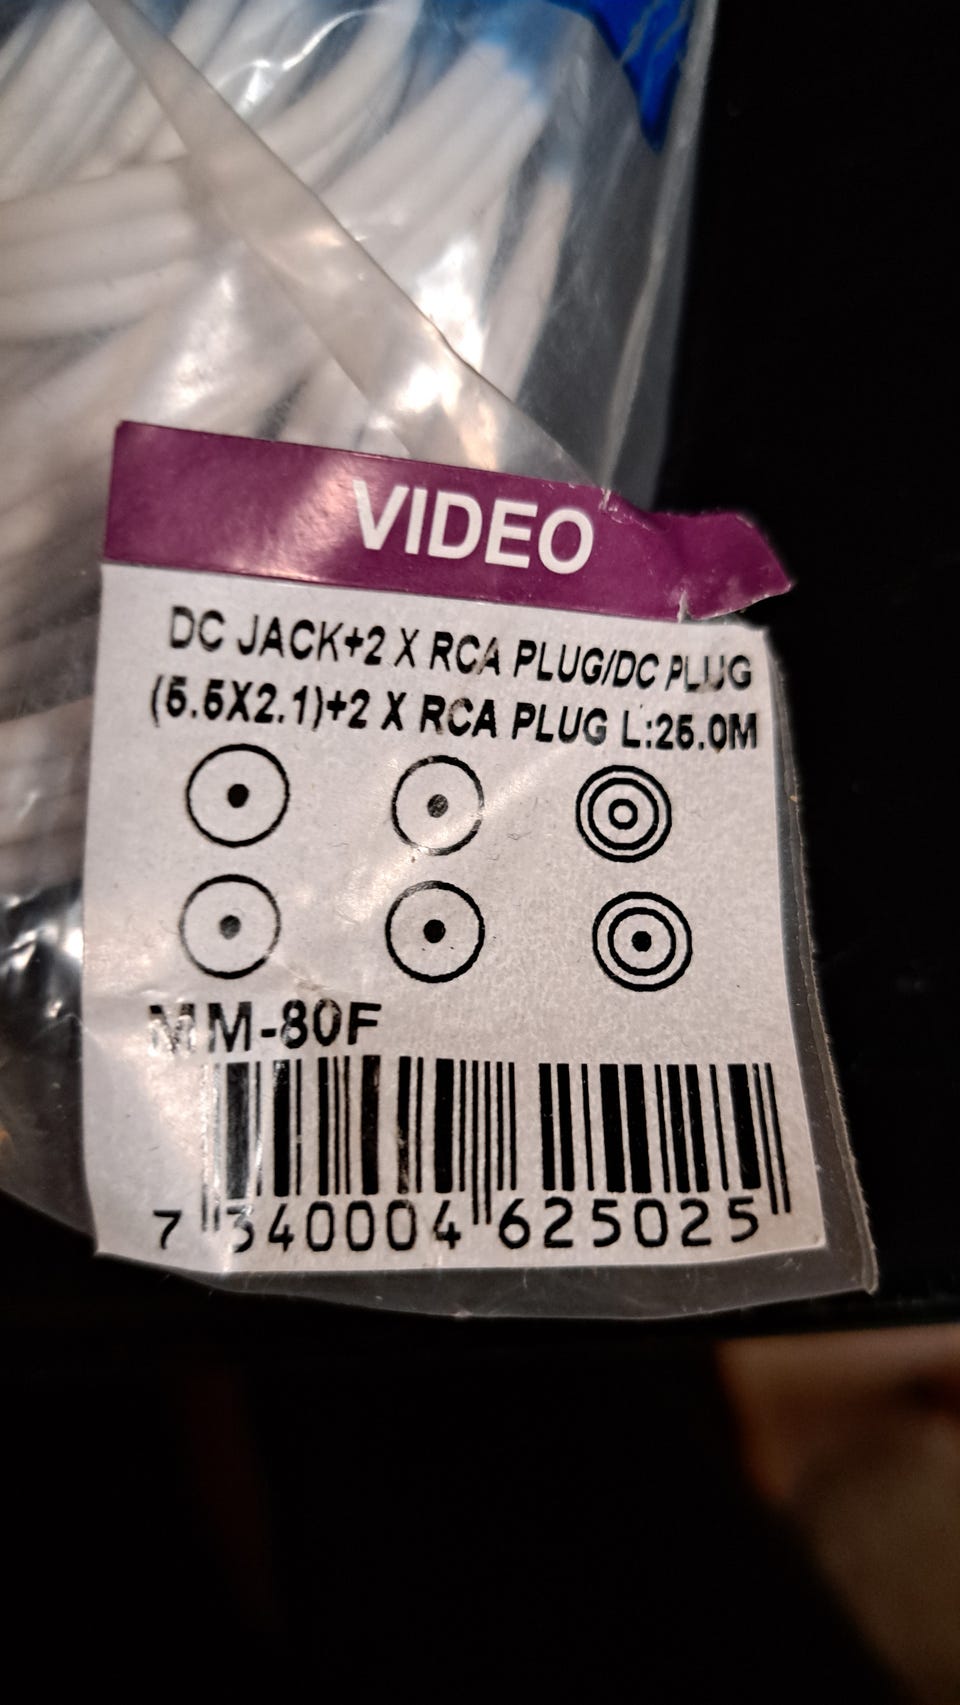 VIDEO
DC JACK+2 X RCA PLUG/DC PLUG
(5.5X2.1)+2 X RCA PLUG L:25.0M
MM-80F
7 340004 625025